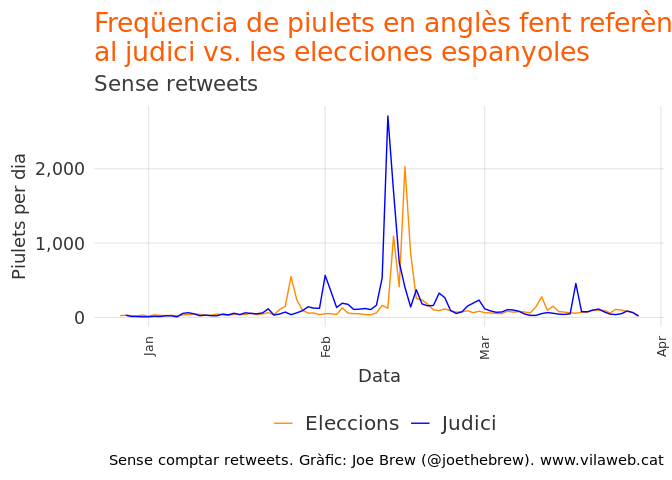 Freqüencia de piulets en anglès fent referèn
al judici vs. les elecciones espanyoles
Sense retweets
Piulets per dia
2,000
1,000
0
Jan
Feb
Mar
Apr
Data
Eleccions
Judici
Sense comptar retweets. Gràfic: Joe Brew (@joethebrew). www.vilaweb.cat